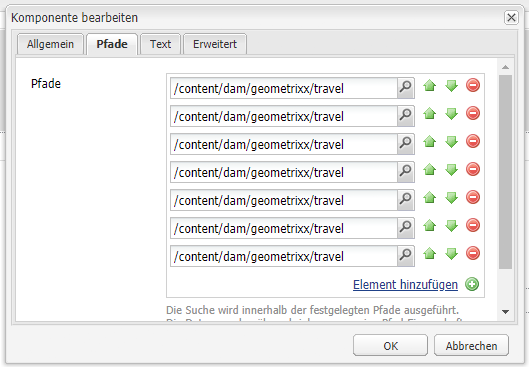 Komponente bearbeiten
Allgemein Pfade Text Erweitert
Pfade
/content/dam/geometrixx/travel
/content/dam/geometrixx/travel
/content/dam/geometrixx/travel
/content/dam/geometrixx/travel
/content/dam/geometrixx/travel
/content/dam/geometrixx/travel
/content/dam/geometrixx/travel
Element hinzufügen
Die Suche wird innerhalb der festgelegten Pfade ausgeführt.
OK Abbrechen